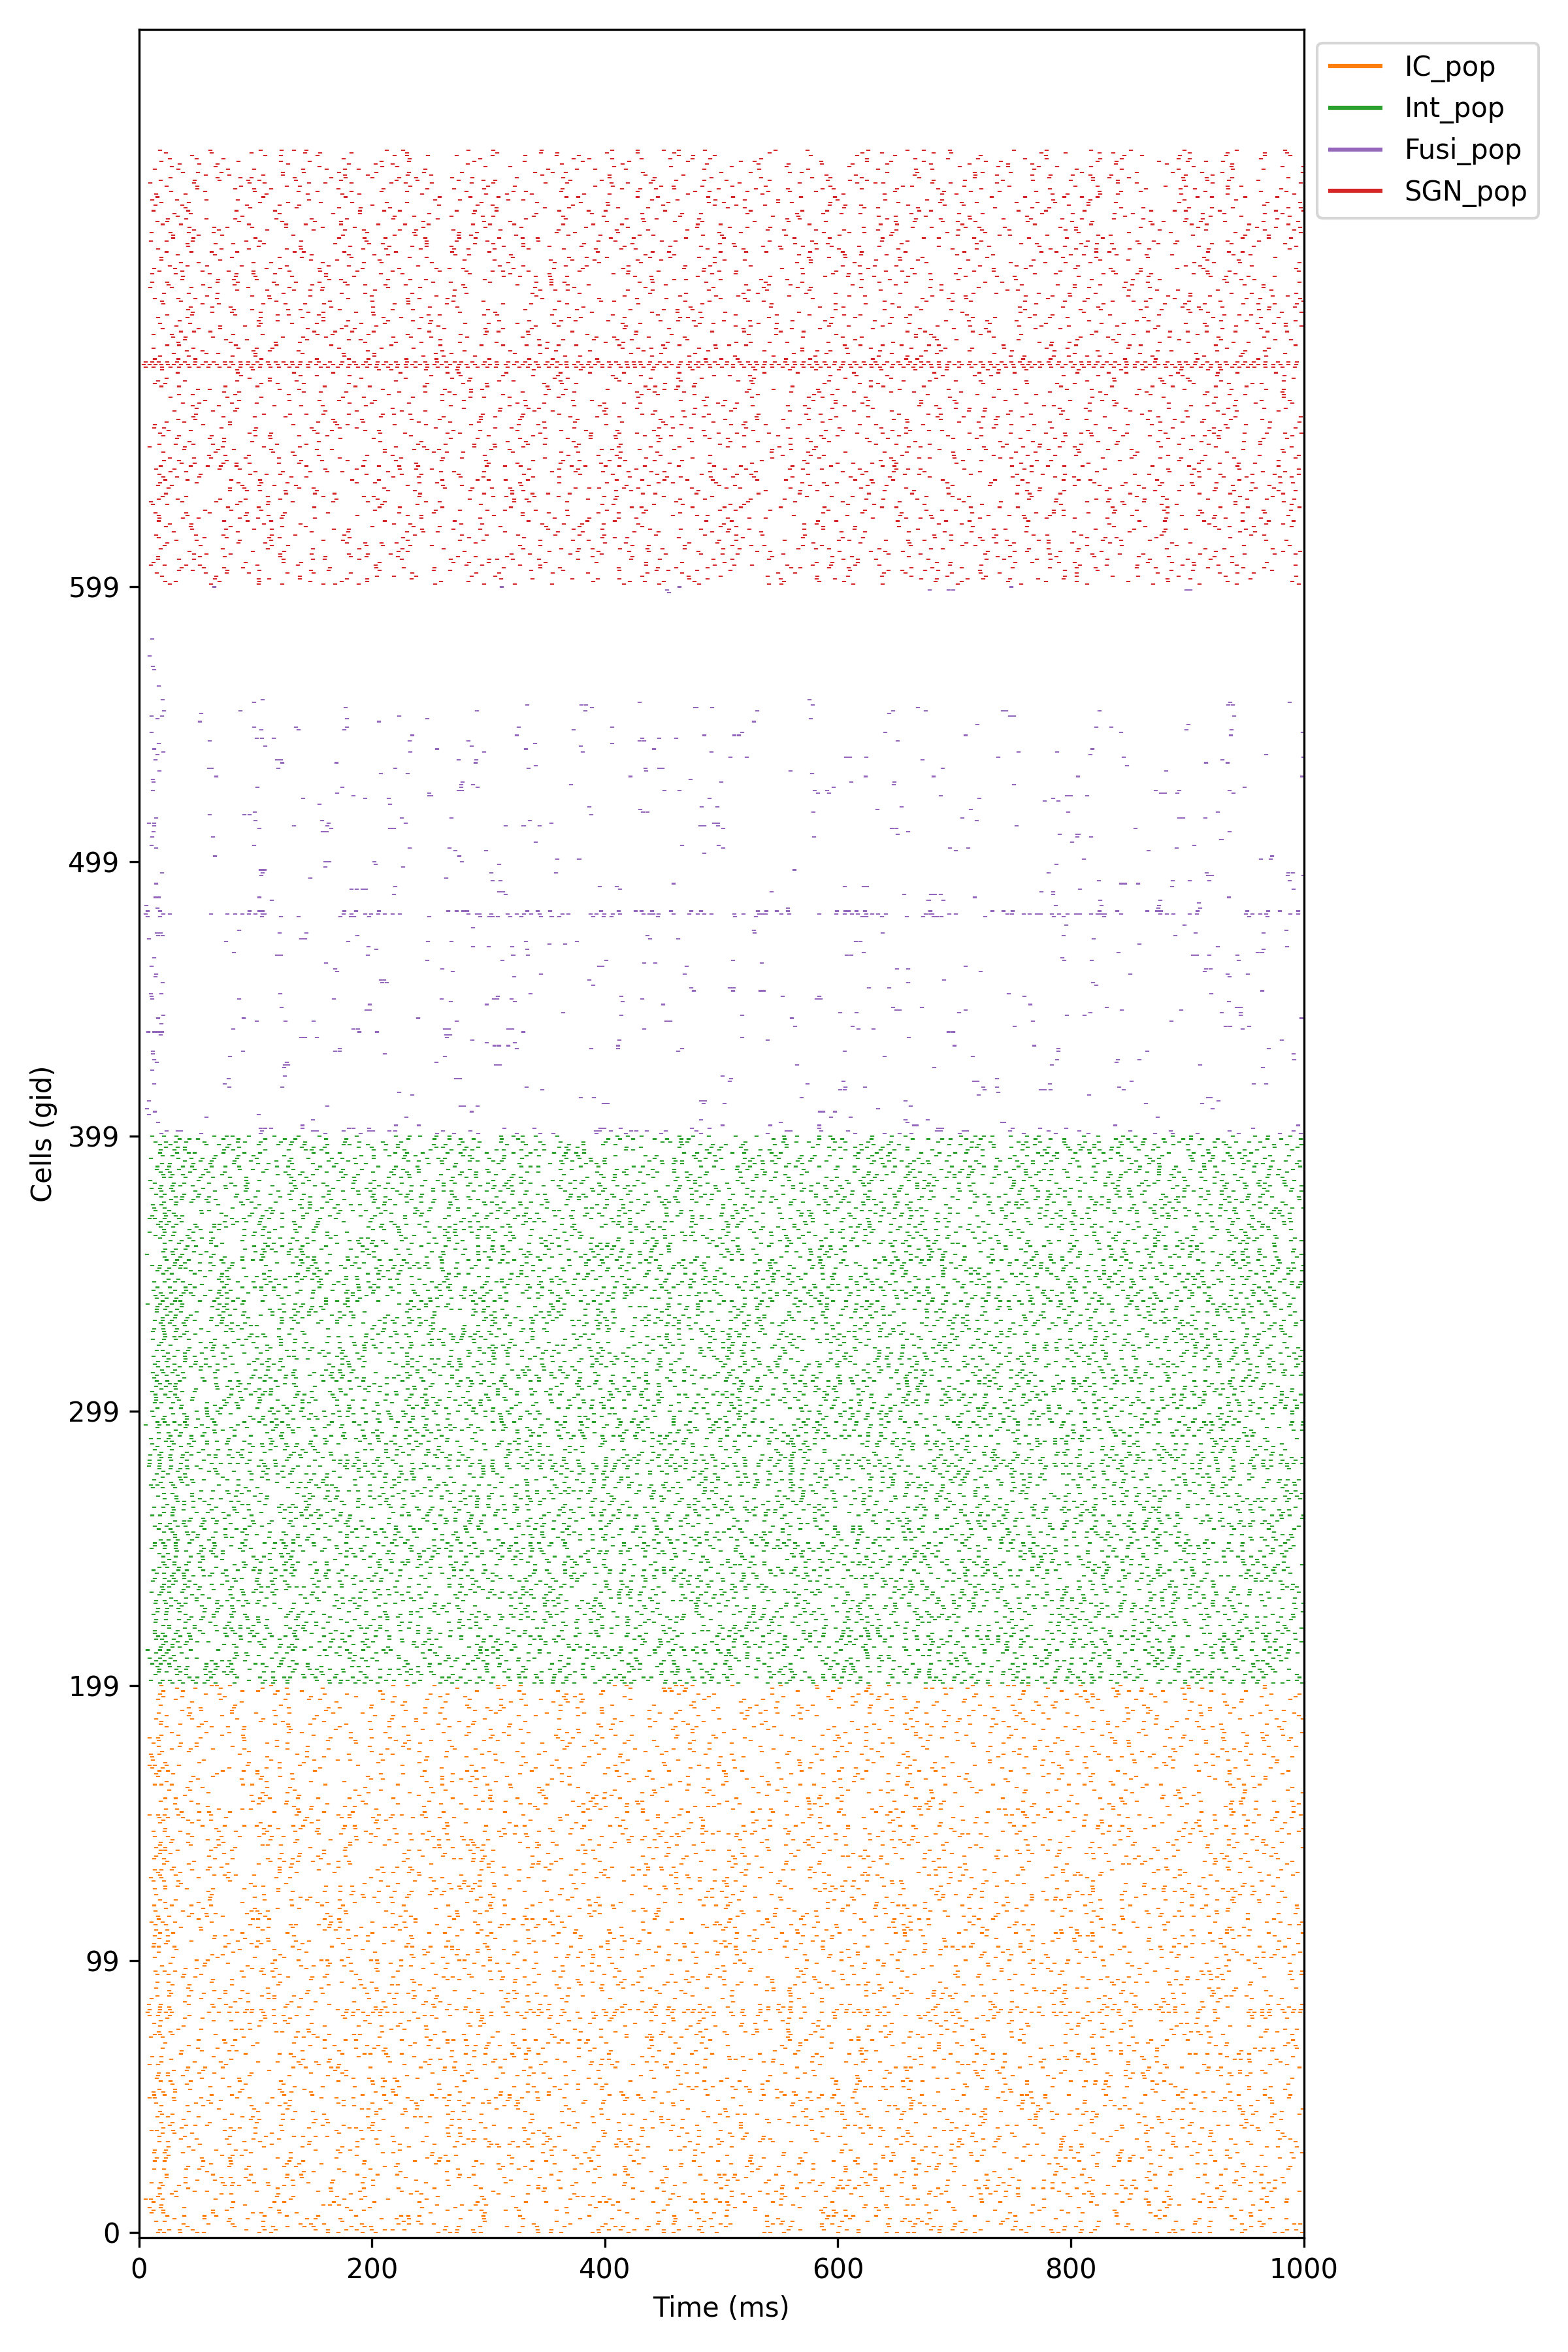 IC_pop
Int_pop
Fusi_pop
SGN_pop
599
499
399
299
199
99
0
Cells (gid)
0 200 400 600 800 1000
Time (ms)